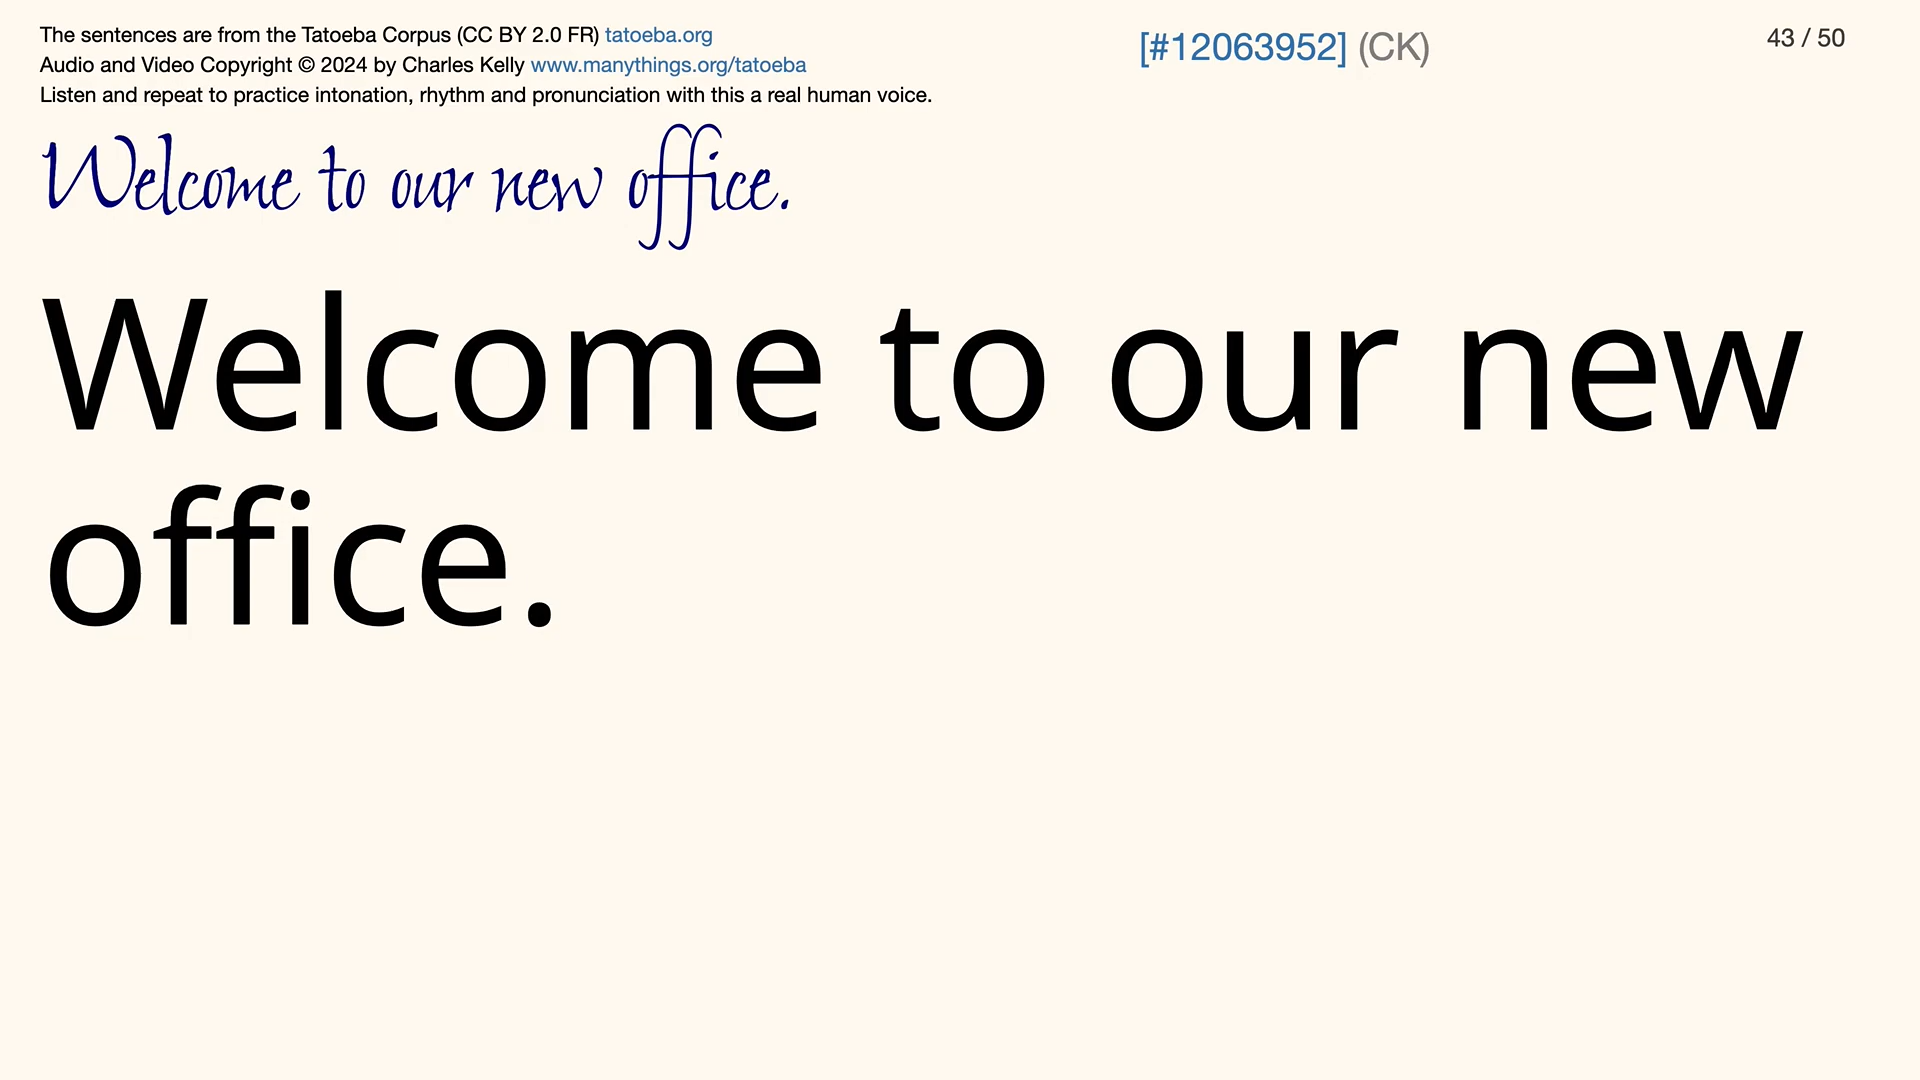 The sentences are from the Tatoeba Corpus (CC BY 2.0 FR) tatoeba.org
Audio and Video Copyright © 2024 by Charles Kelly www.manythings.org/tatoeba
Listen and repeat to practice intonation, rhythm and pronunciation with this a real human voice.
[#12063952] (CK)
43 / 50
Welcome to our new office.
Welcome to our new
office.